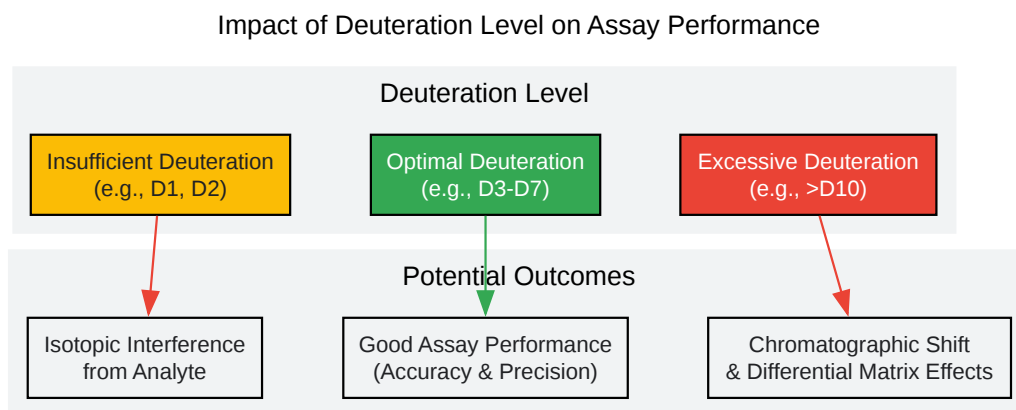 Impact of Deuteration Level on Assay Performance
Deuteration Level
Insufficient Deuteration
(e.g., D1, D2)
Optimal Deuteration
(e.g., D3-D7)
Excessive Deuteration
(e.g., >D10)
Potential Outcomes
Isotopic Interference
from Analyte
Good Assay Performance
(Accuracy & Precision)
Chromatographic Shift
& Differential Matrix Effects